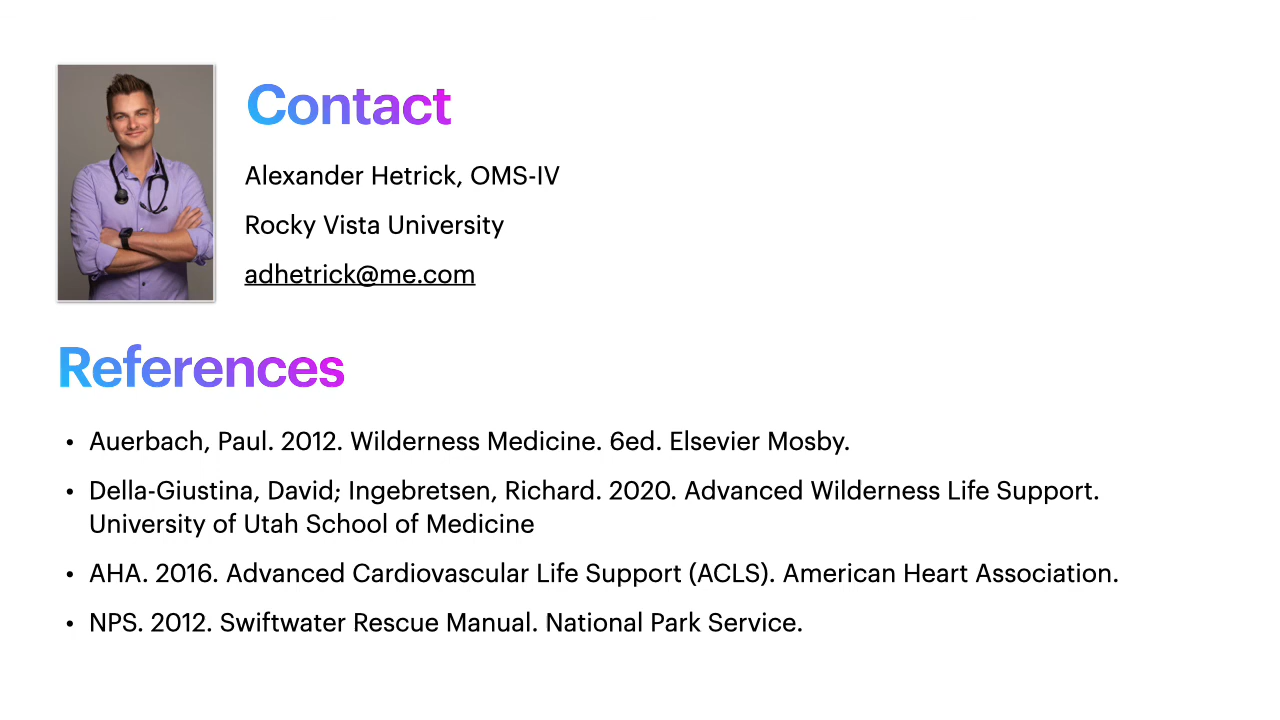 Contact
Alexander Hetrick, OMS-IV
Rocky Vista University
adhetrick@me.com
References
• Auerbach, Paul. 2012. Wilderness Medicine. 6ed. Elsevier Mosby.
• Della-Giustina, David; Ingebretsen, Richard. 2020. Advanced Wilderness Life Support.
University of Utah School of Medicine
• AHA. 2016. Advanced Cardiovascular Life Support (ACLS). American Heart Association.
• NPS. 2012. Swiftwater Rescue Manual. National Park Service.